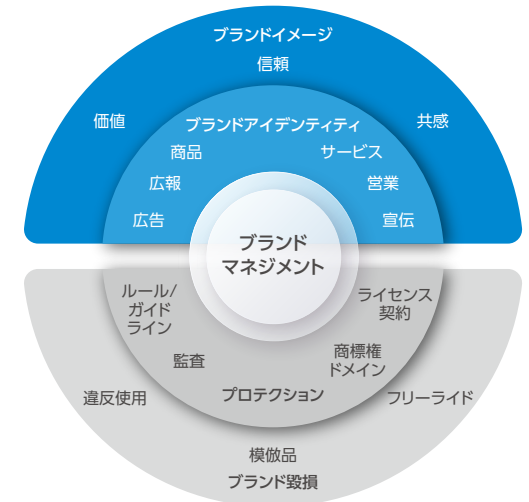 ブランドイメージ
信頼
価値
共感
ブランドアイデンティティ
商品
サービス
広報
営業
広告
宣伝
ブランド
マネジメント
ルール/
ガイド
ライン
ライセンス
契約
監査
商標権
ドメイン
プロテクション
違反使用
フリーライド
模倣品
ブランド毀損